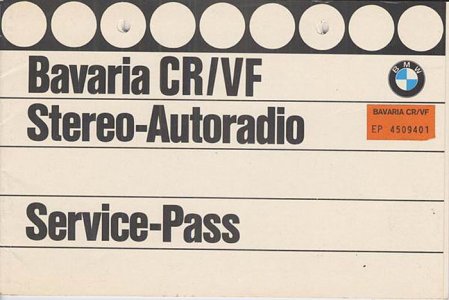 Bavaria CR/VF
BMW
Stereo-Autoradio
BAVARIA CR/VF
EP 4509401
Service-Pass